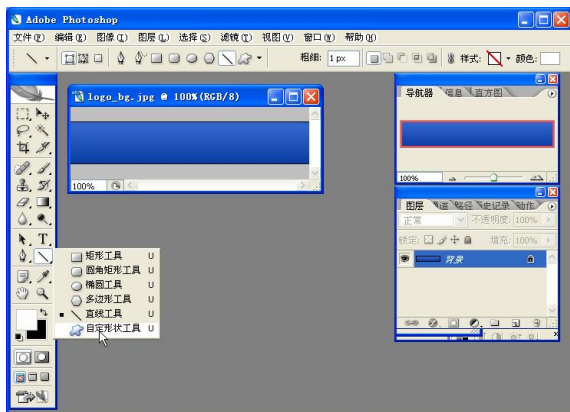 Adobe Photoshop
文件(F) 编辑(E) 图像(I) 图层(L) 选择(S) 滤镜(T) 视图(V) 窗口(W) 帮助(H)
粗细: 1 px 样式: 颜色:
logo_bg.jpg @ 100%(RGB/8)
100%
导航器 信息 直方图
100%
图层 通道 路径 历史记录 动作
正常 不透明度: 100%
锁定: 填充: 100%
背景
T
矩形工具 U
圆角矩形工具 U
椭圆工具 U
多边形工具 U
直线工具 U
自定形状工具 U